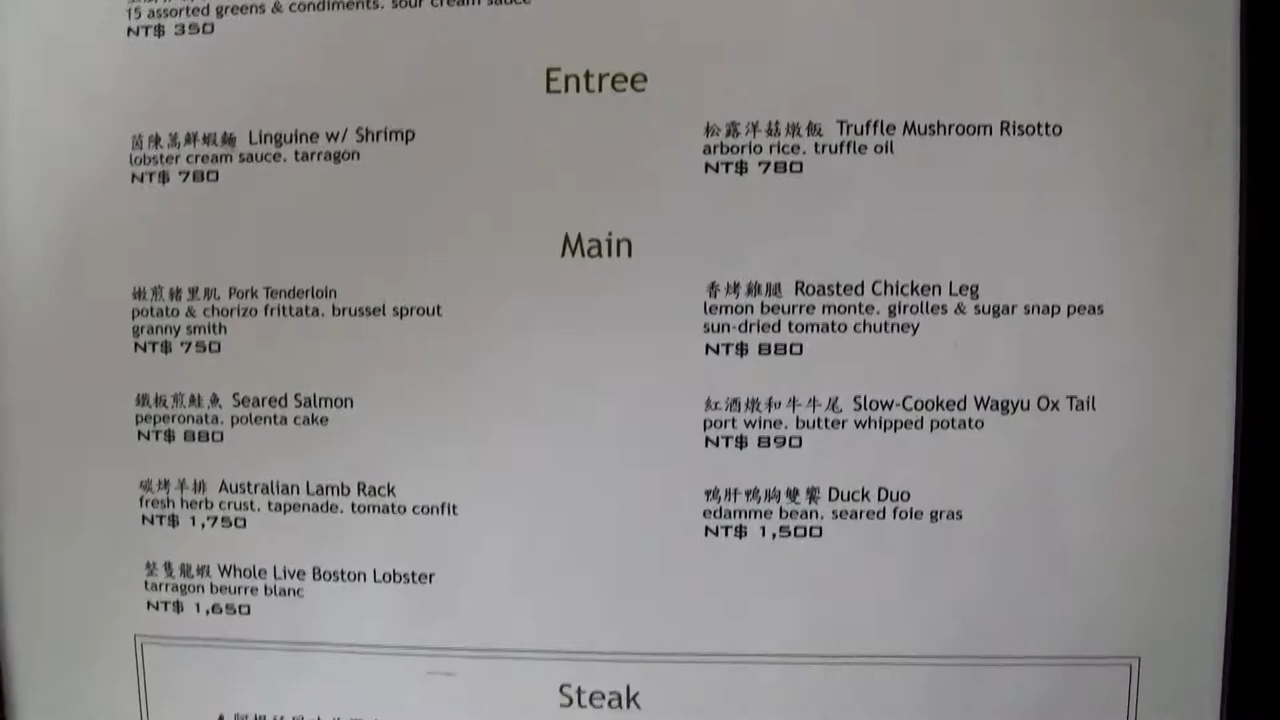 15 assorted greens & condiments. sour cream sauce
NT$ 350
Entree
茵陳蒿鮮蝦麵 Linguine w/ Shrimp
lobster cream sauce. tarragon
NT$ 780
松露洋菇燉飯 Truffle Mushroom Risotto
arborio rice. truffle oil
NT$ 780
Main
嫩煎豬里肌 Pork Tenderloin
potato & chorizo frittata. brussel sprout
granny smith
NT$ 750
香烤雞腿 Roasted Chicken Leg
lemon beurre monte. girolles & sugar snap peas
sun-dried tomato chutney
NT$ 880
鐵板煎鮭魚 Seared Salmon
peperonata. polenta cake
NT$ 880
紅酒燉和牛牛尾 Slow-Cooked Wagyu Ox Tail
port wine. butter whipped potato
NT$ 890
碳烤羊排 Australian Lamb Rack
fresh herb crust. tapenade. tomato confit
NT$ 1,750
鴨肝鴨胸雙饗 Duck Duo
edamme bean. seared foie gras
NT$ 1,500
整隻龍蝦 Whole Live Boston Lobster
tarragon beurre blanc
NT$ 1,650
Steak